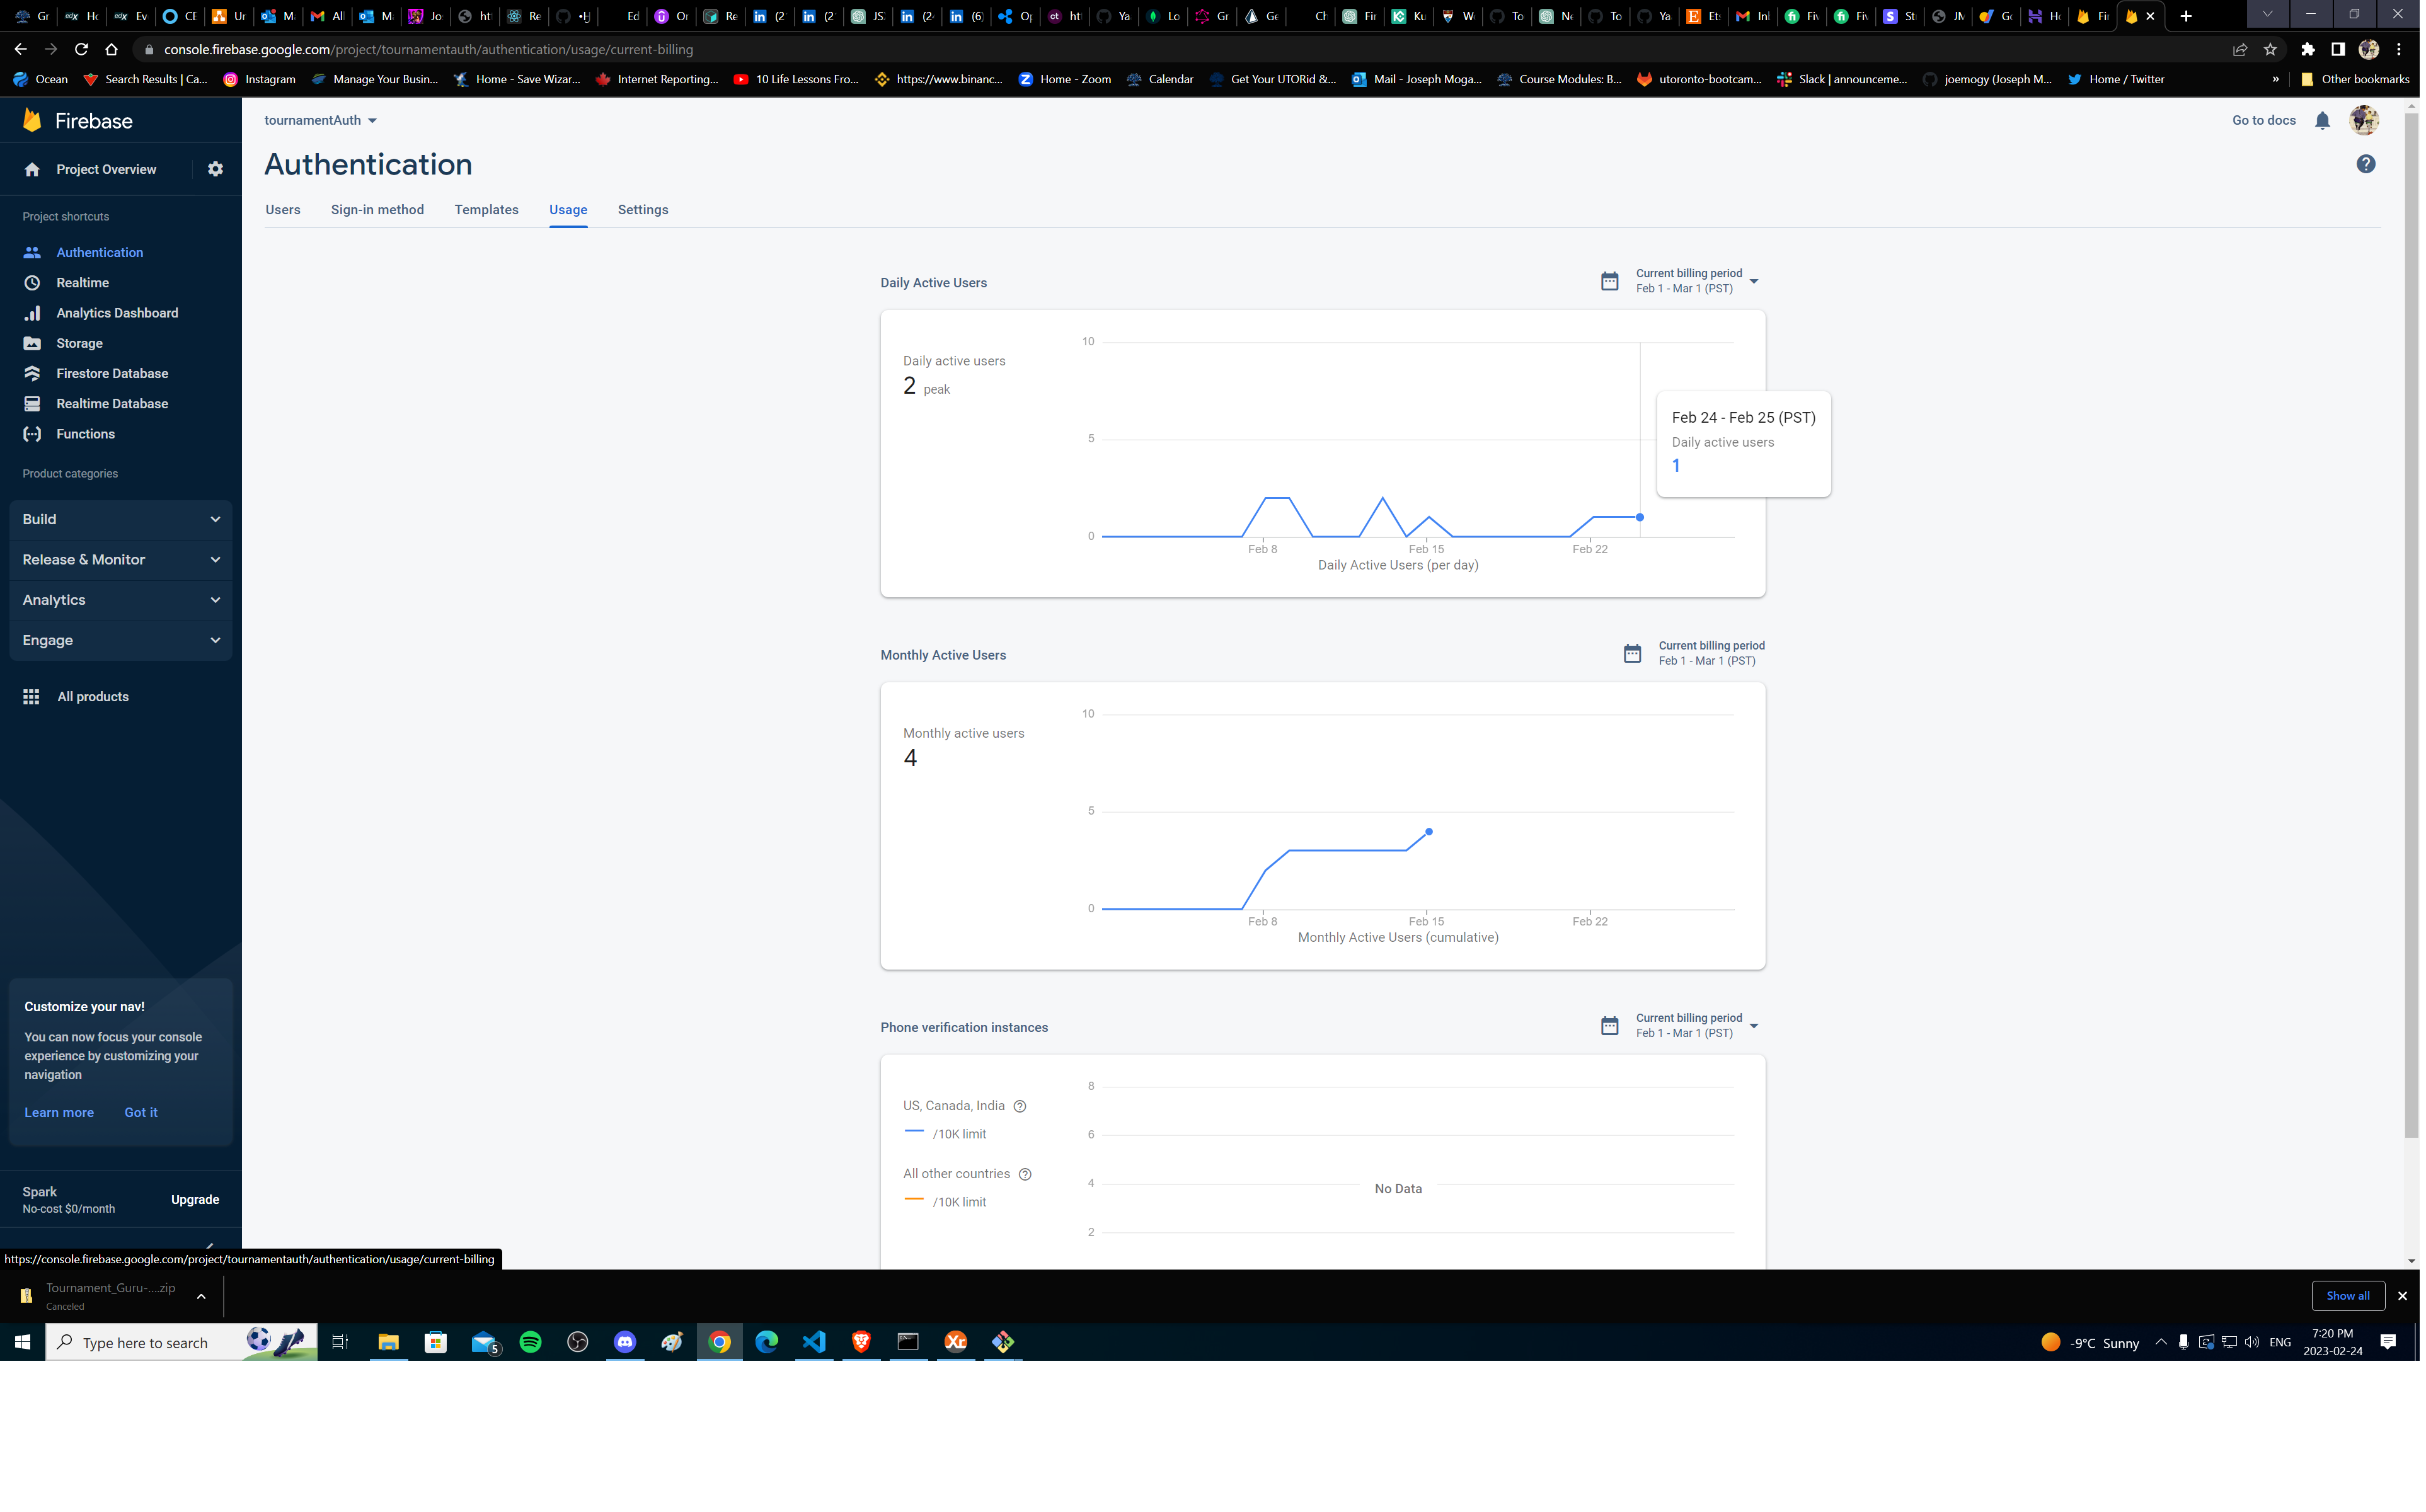 Gr
Ho
Ev
CE
Ur
M
All
M
Jo
ht
Re
Ed
Or
Re
(2
(2
JS
(2
(6)
Op
ht
Ya
Lo
Gr
Ge
Ch
Fir
Ku
We
To
Ne
To
Ya
Et
Inl
Fiv
Fiv
St
JM
Go
Ho
Fir
console.firebase.google.com/project/tournamentauth/authentication/usage/current-billing
Ocean
Search Results | Ca...
Instagram
Manage Your Busin...
Home - Save Wizar...
Internet Reporting...
10 Life Lessons Fro...
https://www.binanc...
Home - Zoom
Calendar
Get Your UTORid &...
Mail - Joseph Moga...
Course Modules: B...
utoronto-bootcam...
Slack | announceme...
joemogy (Joseph M...
Home / Twitter
»
Other bookmarks
Firebase
Project Overview
Project shortcuts
Authentication
Realtime
Analytics Dashboard
Storage
Firestore Database
Realtime Database
Functions
Product categories
Build
Release & Monitor
Analytics
Engage
All products
Customize your nav!
You can now focus your console
experience by customizing your
navigation
Learn more Got it
Spark
No-cost $0/month
Upgrade
tournamentAuth
Go to docs
Authentication
Users Sign-in method Templates Usage Settings
Daily Active Users
Current billing period
Feb 1 - Mar 1 (PST)
Daily active users
2 peak
10
5
0
Feb 8 Feb 15 Feb 22
Daily Active Users (per day)
Feb 24 - Feb 25 (PST)
Daily active users
1
Monthly Active Users
Current billing period
Feb 1 - Mar 1 (PST)
Monthly active users
4
10
5
0
Feb 8 Feb 15 Feb 22
Monthly Active Users (cumulative)
Phone verification instances
Current billing period
Feb 1 - Mar 1 (PST)
US, Canada, India
/10K limit
All other countries
/10K limit
8
6
4
2
No Data
https://console.firebase.google.com/project/tournamentauth/authentication/usage/current-billing
Tournament_Guru-....zip
Canceled
Show all
Type here to search
5
-9°C Sunny
ENG
7:20 PM
2023-02-24